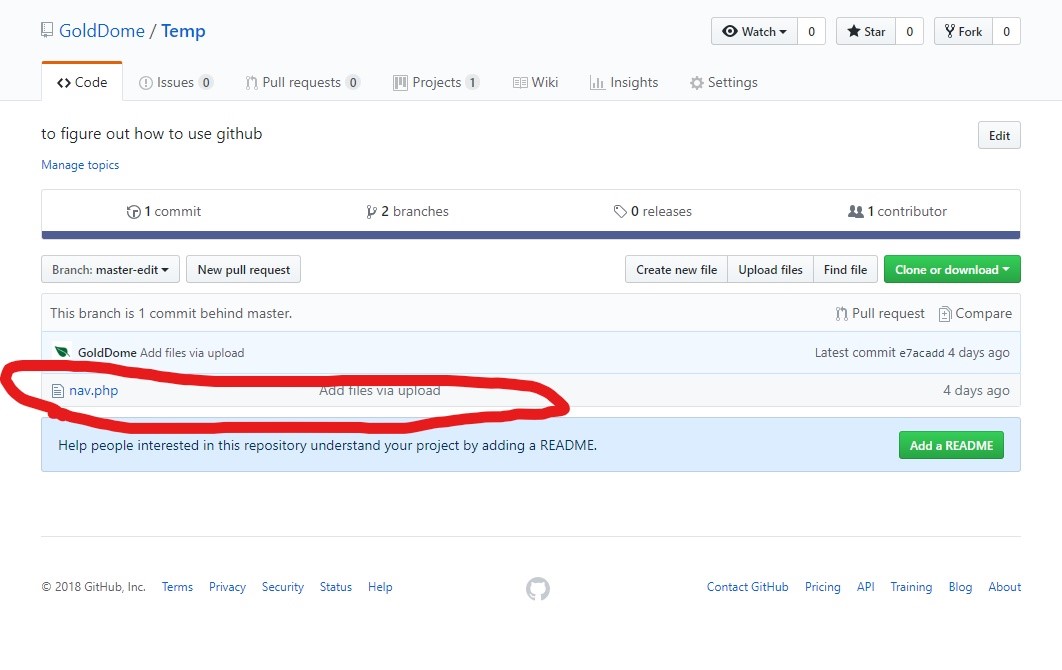 GoldDome / Temp
Watch 0 Star 0 Fork 0
Code Issues 0 Pull requests 0 Projects 1 Wiki Insights Settings
to figure out how to use github Edit
Manage topics
1 commit 2 branches 0 releases 1 contributor
Branch: master-edit New pull request Create new file Upload files Find file Clone or download
This branch is 1 commit behind master. Pull request Compare
GoldDome Add files via upload Latest commit e7acadd 4 days ago
nav.php Add files via upload 4 days ago
Help people interested in this repository understand your project by adding a README. Add a README
© 2018 GitHub, Inc. Terms Privacy Security Status Help Contact GitHub Pricing API Training Blog About